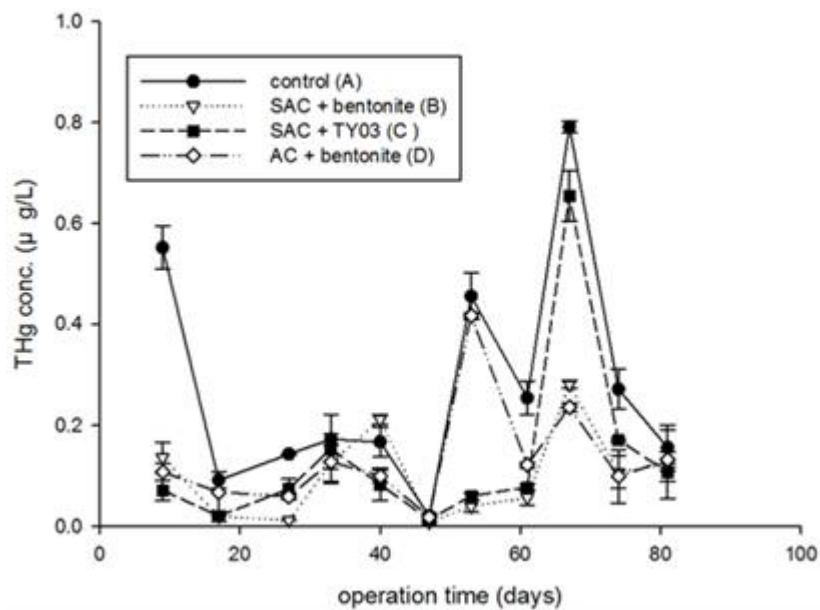 1.0
0.8
0.6
0.4
0.2
0.0
THg conc. (μ g/L)
control (A)
SAC + bentonite (B)
SAC + TY03 (C )
AC + bentonite (D)
0 20 40 60 80 100
operation time (days)